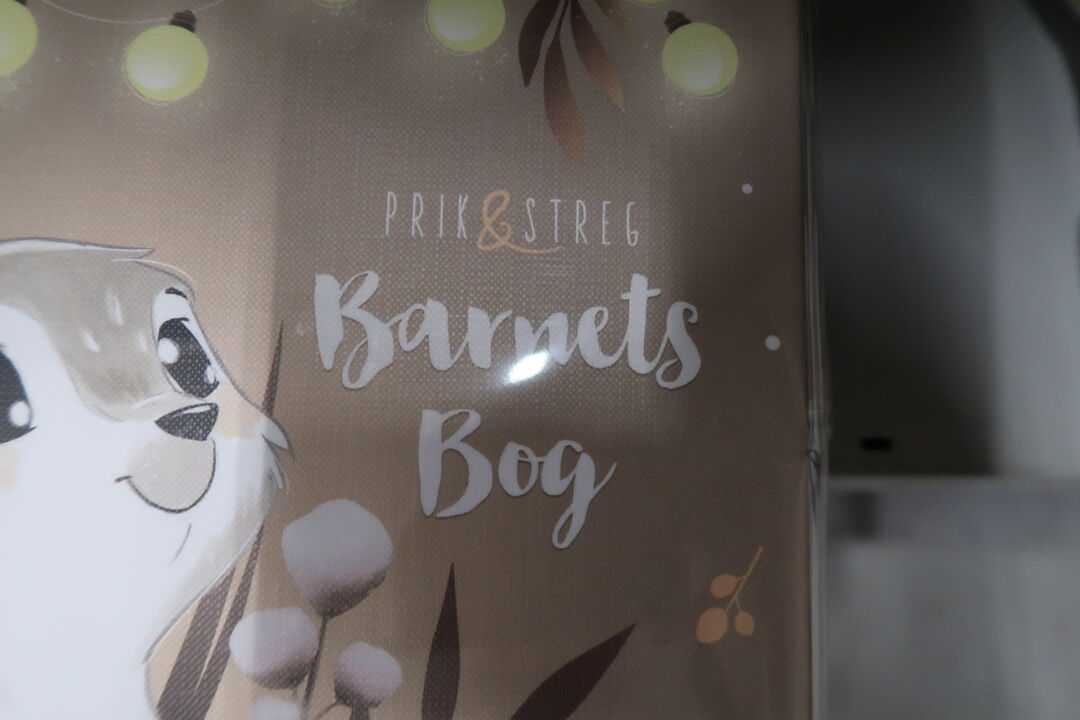 PRIK & STREG
Barnets
Bog